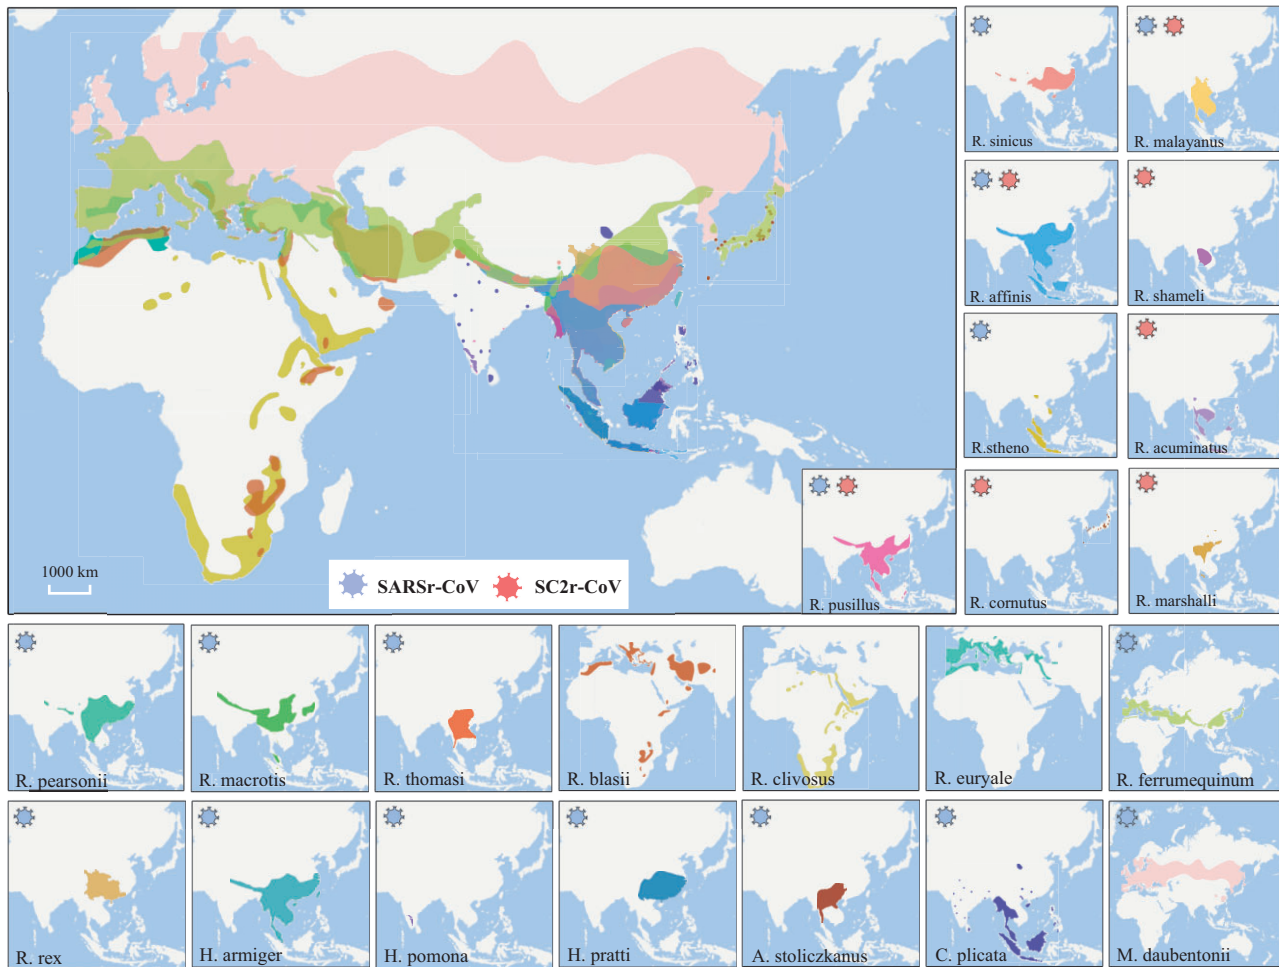 R. sinicus
R. malayanus
R. affinis
R. shameli
R.stheno
R. acuminatus
1000 km
SARSr-CoV
SC2r-CoV
R. pusillus
R. cornutus
R. marshalli
R. pearsonii
R. macrotis
R. thomasi
R. blasii
R. clivosus
R. euryale
R. ferrumequinum
R. rex
H. armiger
H. pomona
H. pratti
A. stoliczkanus
C. plicata
M. daubentonii